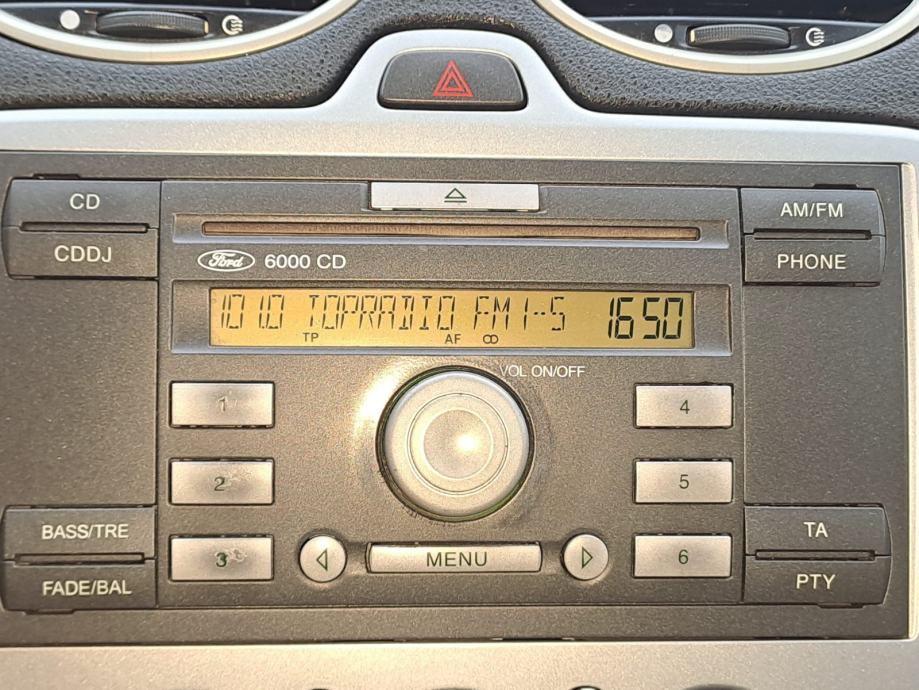 CD
CDDJ
AM/FM
PHONE
Ford 6000 CD
101.0 TOPRADIO FM1--5 1650
TP AF
VOL ON/OFF
1
2
3
4
5
6
MENU
BASS/TRE
FADE/BAL
TA
PTY